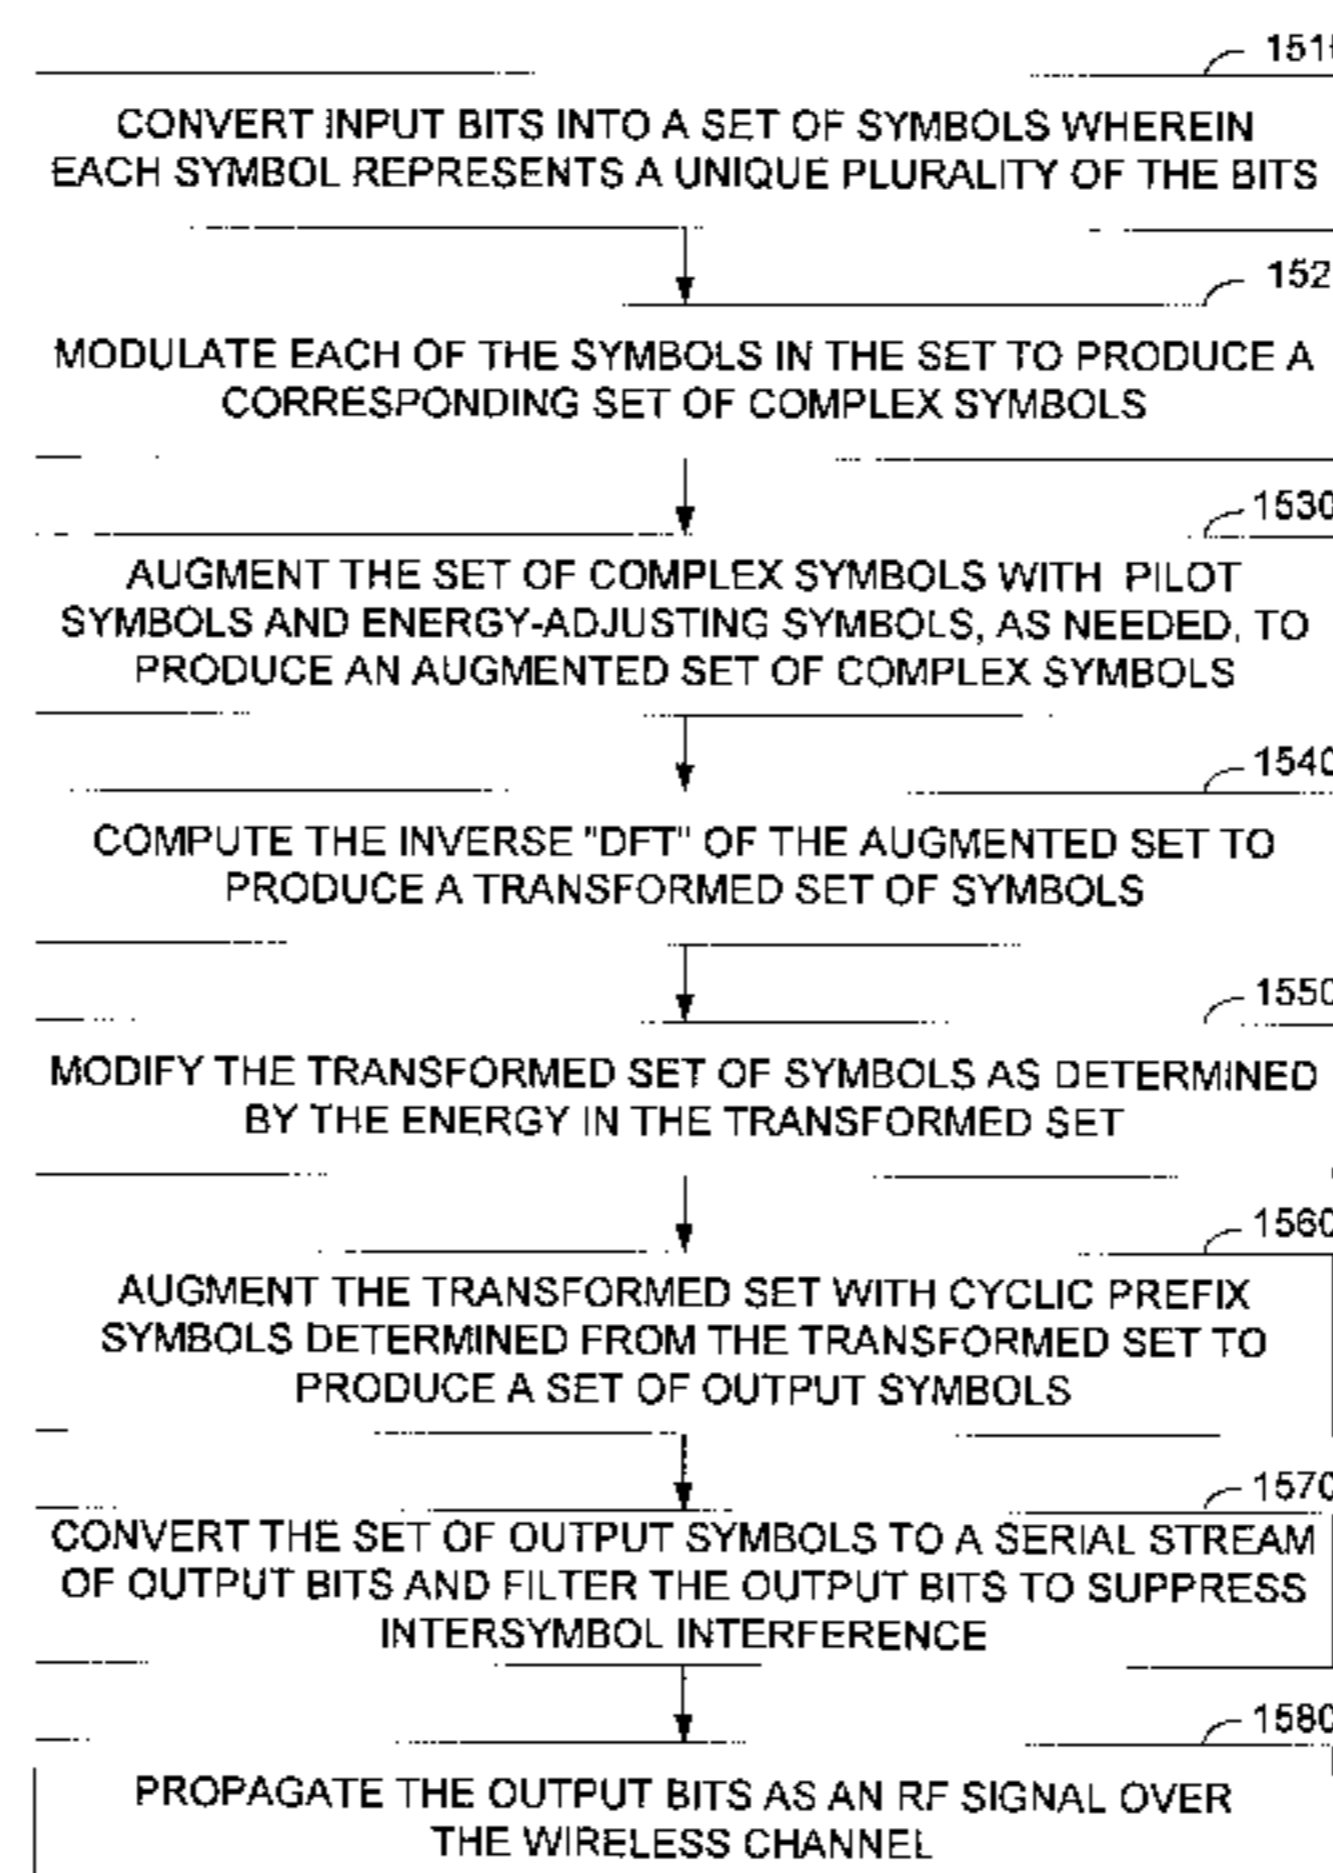 151
CONVERT INPUT BITS INTO A SET OF SYMBOLS WHEREIN
EACH SYMBOL REPRESENTS A UNIQUE PLURALITY OF THE BITS
152
MODULATE EACH OF THE SYMBOLS IN THE SET TO PRODUCE A
CORRESPONDING SET OF COMPLEX SYMBOLS
1530
AUGMENT THE SET OF COMPLEX SYMBOLS WITH PILOT
SYMBOLS AND ENERGY-ADJUSTING SYMBOLS, AS NEEDED, TO
PRODUCE AN AUGMENTED SET OF COMPLEX SYMBOLS
1540
COMPUTE THE INVERSE "DFT" OF THE AUGMENTED SET TO
PRODUCE A TRANSFORMED SET OF SYMBOLS
1550
MODIFY THE TRANSFORMED SET OF SYMBOLS AS DETERMINED
BY THE ENERGY IN THE TRANSFORMED SET
1560
AUGMENT THE TRANSFORMED SET WITH CYCLIC PREFIX
SYMBOLS DETERMINED FROM THE TRANSFORMED SET TO
PRODUCE A SET OF OUTPUT SYMBOLS
1570
CONVERT THE SET OF OUTPUT SYMBOLS TO A SERIAL STREAM
OF OUTPUT BITS AND FILTER THE OUTPUT BITS TO SUPPRESS
INTERSYMBOL INTERFERENCE
1580
PROPAGATE THE OUTPUT BITS AS AN RF SIGNAL OVER
THE WIRELESS CHANNEL